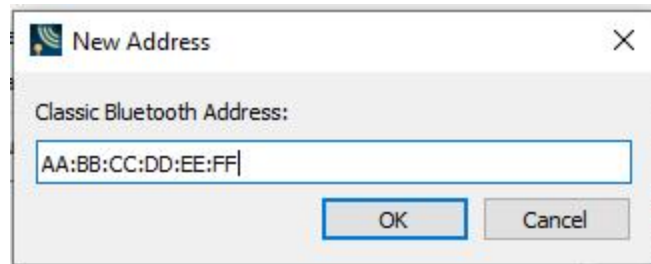 New Address
Classic Bluetooth Address:
AA:BB:CC:DD:EE:FF
OK Cancel